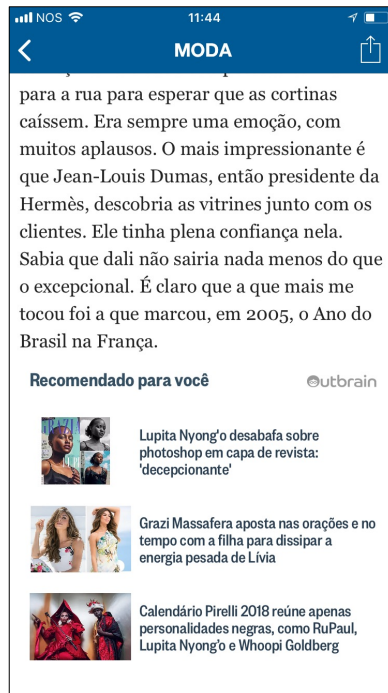 NOS 11:44
MODA
para a rua para esperar que as cortinas
caíssem. Era sempre uma emoção, com
muitos aplausos. O mais impressionante é
que Jean-Louis Dumas, então presidente da
Hermès, descobria as vitrines junto com os
clientes. Ele tinha plena confiança nela.
Sabia que dali não sairia nada menos do que
o excepcional. É claro que a que mais me
tocou foi a que marcou, em 2005, o Ano do
Brasil na França.
Recomendado para você
Outbrain
Lupita Nyong'o desabafa sobre
photoshop em capa de revista:
'decepcionante'
Grazi Massafera aposta nas orações e no
tempo com a filha para dissipar a
energia pesada de Lívia
Calendário Pirelli 2018 reúne apenas
personalidades negras, como RuPaul,
Lupita Nyong'o e Whoopi Goldberg